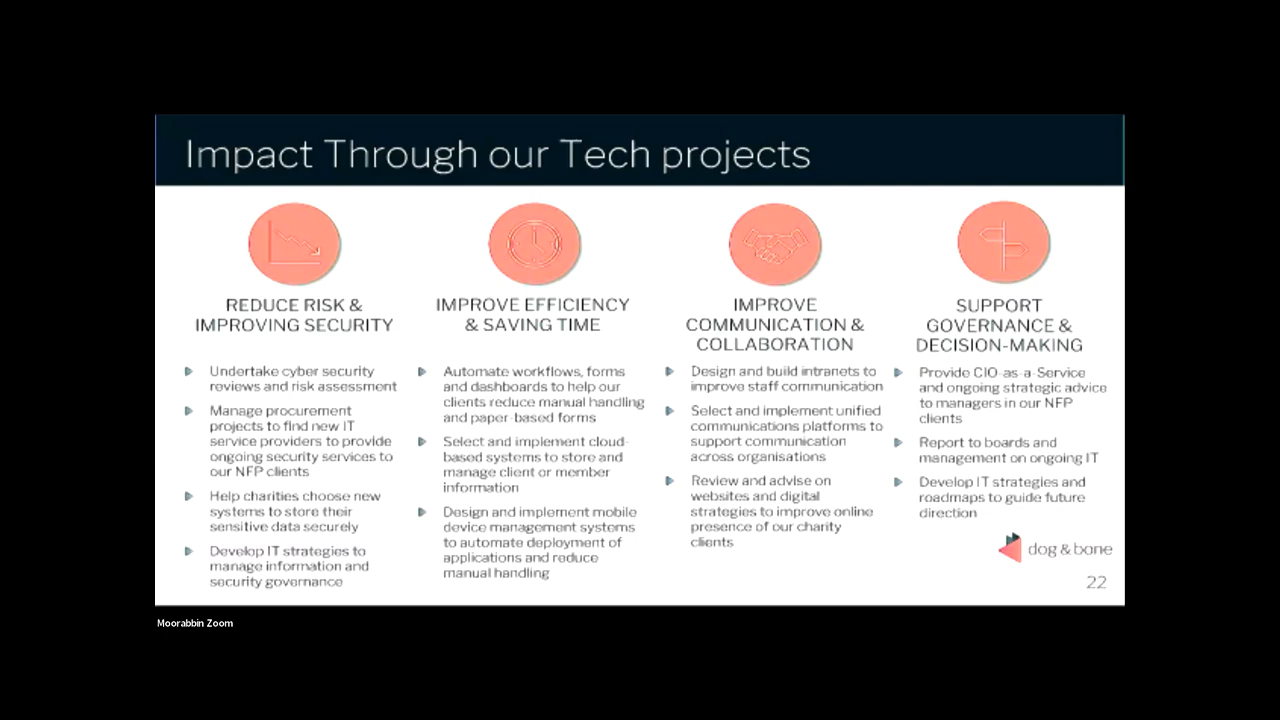 Impact Through our Tech projects
REDUCE RISK &
IMPROVING SECURITY
Undertake cyber security
reviews and risk assessment
Manage procurement
projects to find new IT
service providers to provide
ongoing security services to
our NFP clients
Help charities choose new
systems to store their
sensitive data securely
Develop IT strategies to
manage information and
security governance
IMPROVE EFFICIENCY
& SAVING TIME
Automate workflows, forms
and dashboards to help our
clients reduce manual handling
and paper-based forms
Select and implement cloud-
based systems to store and
manage client or member
information
Design and implement mobile
device management systems
to automate deployment of
applications and reduce
manual handling
IMPROVE
COMMUNICATION &
COLLABORATION
Design and build intranets to
improve staff communication
Select and implement unified
communications platforms to
support communication
across organisations
Review and advise on
websites and digital
strategies to improve online
presence of our charity
clients
SUPPORT
GOVERNANCE &
DECISION-MAKING
Provide CIO-as-a-Service
and ongoing strategic advice
to managers in our NFP
clients
Report to boards and
management on ongoing IT
Develop IT strategies and
roadmaps to guide future
direction
dog & bone
22
Moorabbin Zoom